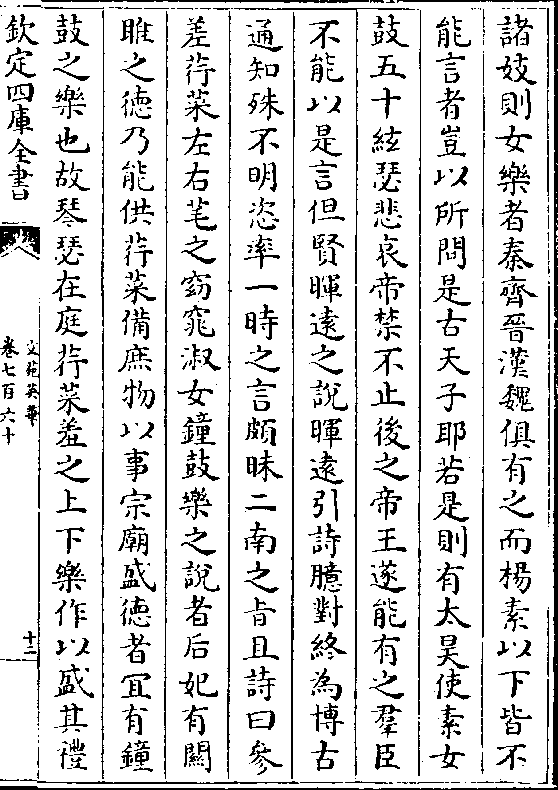 諸妓則女樂者秦齊晉漢魏俱有之而楊素以下皆不
能言者豈以所問是古天子耶若是則有太昊使素女
鼓五十絃瑟悲哀帝禁不止後之帝王遂能有之羣臣
不能以是言但賢暉遠之說暉遠引詩臆對終為博古
通知殊不明恣率一時之言頗昧二南之旨且詩曰參
差荇菜左右芼之窈窕淑女鐘鼓樂之說者后妃有關
雎之德乃能供荇菜備庶物以事宗廟盛德者宜有鐘
鼓之樂也故琴瑟在庭荇菜羞之上下樂作以盛其禮
欽定四庫全書
文苑英華
卷七百六十
十二